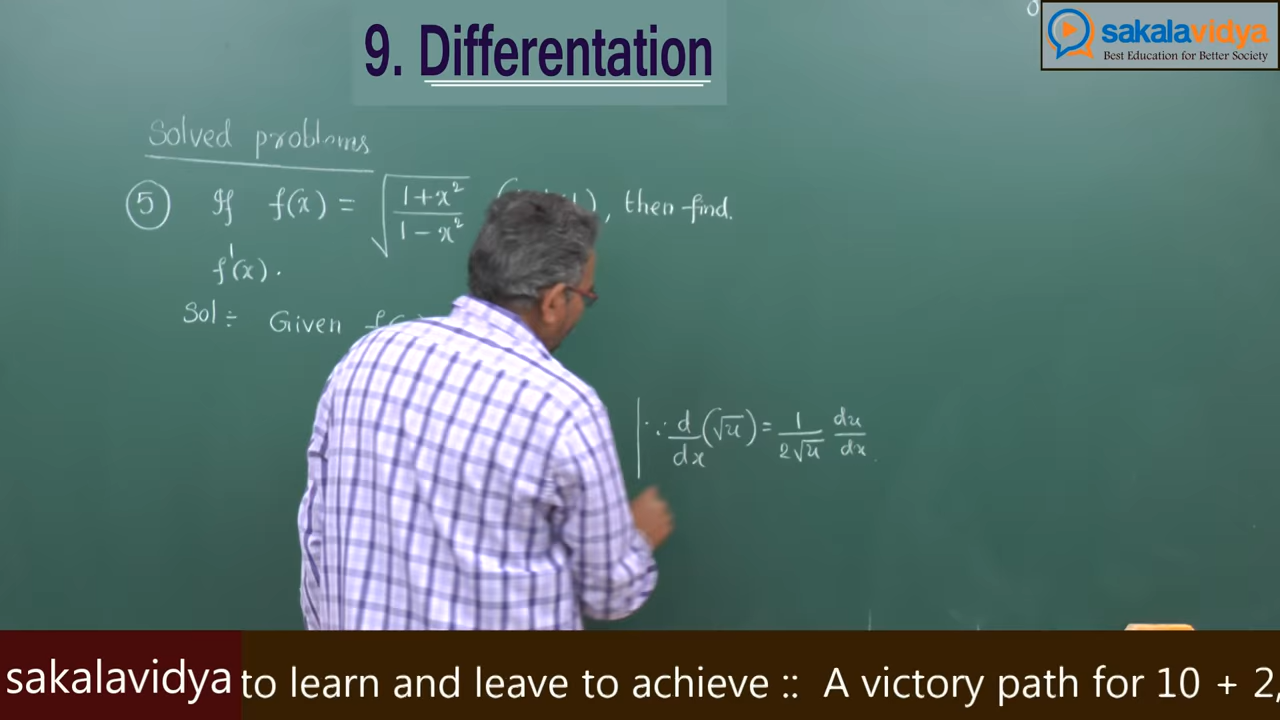 9. Differentation
sakalavidya
Best Education for Better Society
Solved problems
5 If f(x) = √(1+x²/1−x²) , then find.
f'(x).
Sol ÷ Given
∵ d/dx (√u) = 1/2√u du/dx
sakalavidya to learn and leave to achieve :: A victory path for 10 + 2,